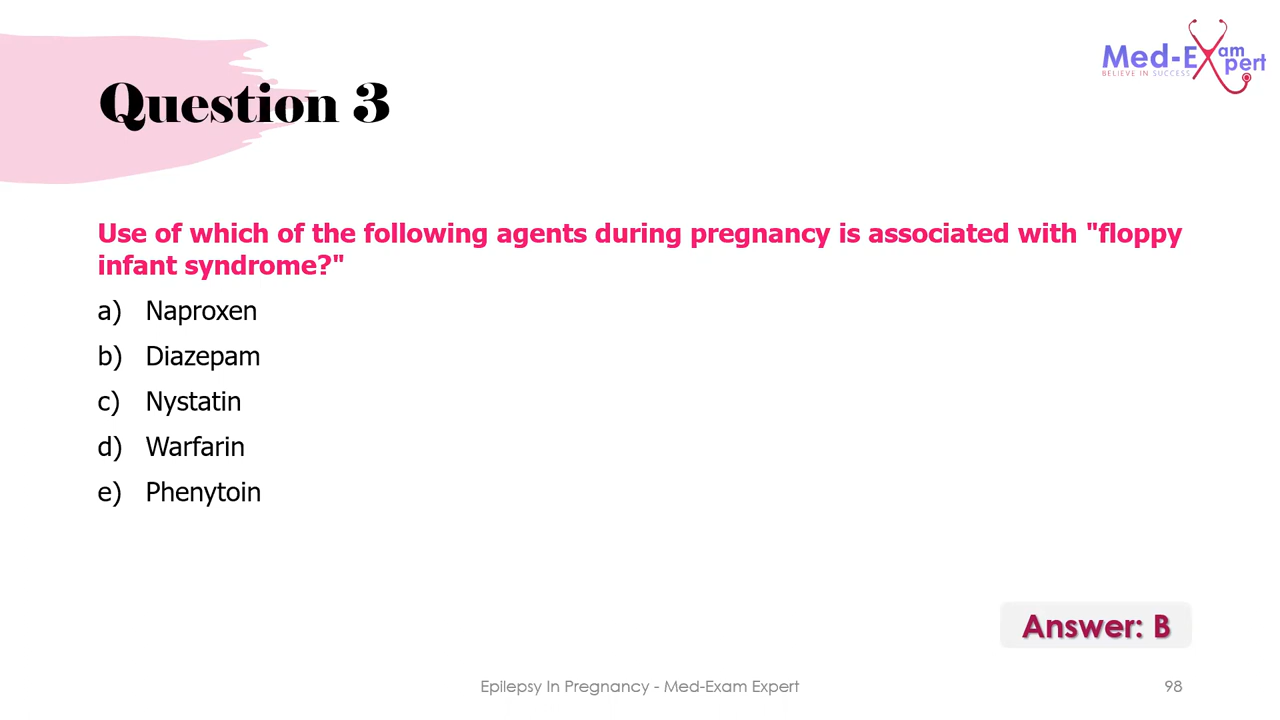 Med-Exam
Expert
BELIEVE IN SUCCESS
Question 3
Use of which of the following agents during pregnancy is associated with "floppy
infant syndrome?"
a) Naproxen
b) Diazepam
c) Nystatin
d) Warfarin
e) Phenytoin
Answer: B
Epilepsy In Pregnancy - Med-Exam Expert
98